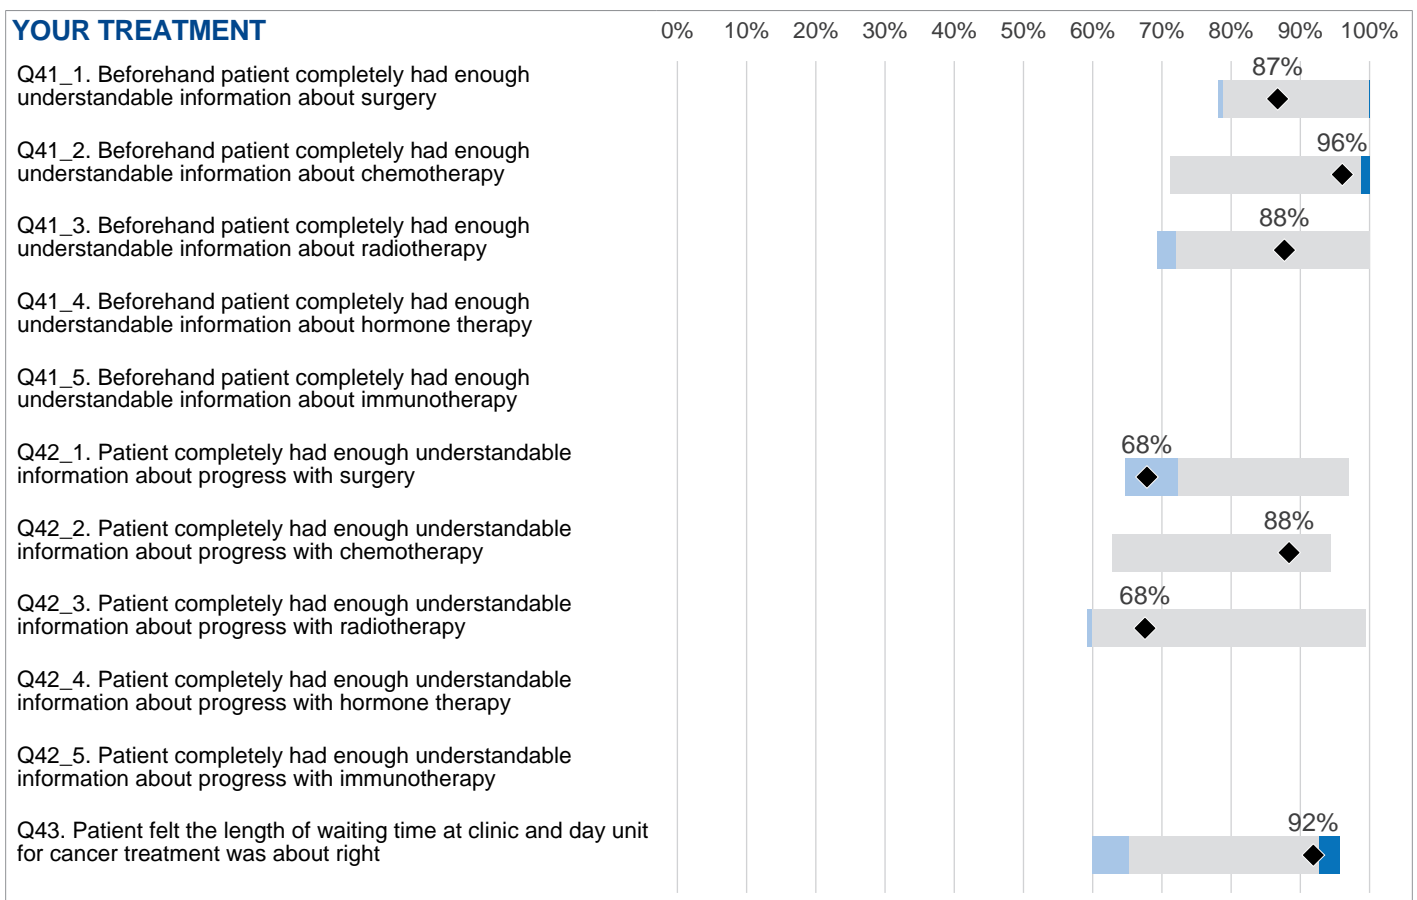 YOUR TREATMENT
0% 10% 20% 30% 40% 50% 60% 70% 80% 90% 100%
Q41_1. Beforehand patient completely had enough
understandable information about surgery
87%
Q41_2. Beforehand patient completely had enough
understandable information about chemotherapy
96%
Q41_3. Beforehand patient completely had enough
understandable information about radiotherapy
88%
Q41_4. Beforehand patient completely had enough
understandable information about hormone therapy
Q41_5. Beforehand patient completely had enough
understandable information about immunotherapy
Q42_1. Patient completely had enough understandable
information about progress with surgery
68%
Q42_2. Patient completely had enough understandable
information about progress with chemotherapy
88%
Q42_3. Patient completely had enough understandable
information about progress with radiotherapy
68%
Q42_4. Patient completely had enough understandable
information about progress with hormone therapy
Q42_5. Patient completely had enough understandable
information about progress with immunotherapy
Q43. Patient felt the length of waiting time at clinic and day unit
for cancer treatment was about right
92%